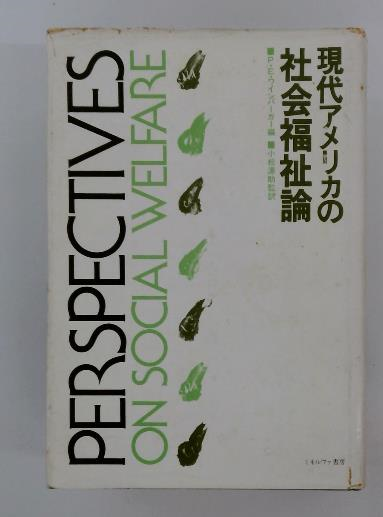 現代アメリカの
社会福祉論
■P・E・ワインバーガー編 ■小松源助監訳
PERSPECTIVES
ON SOCIAL WELFARE
ミネルヴァ書房